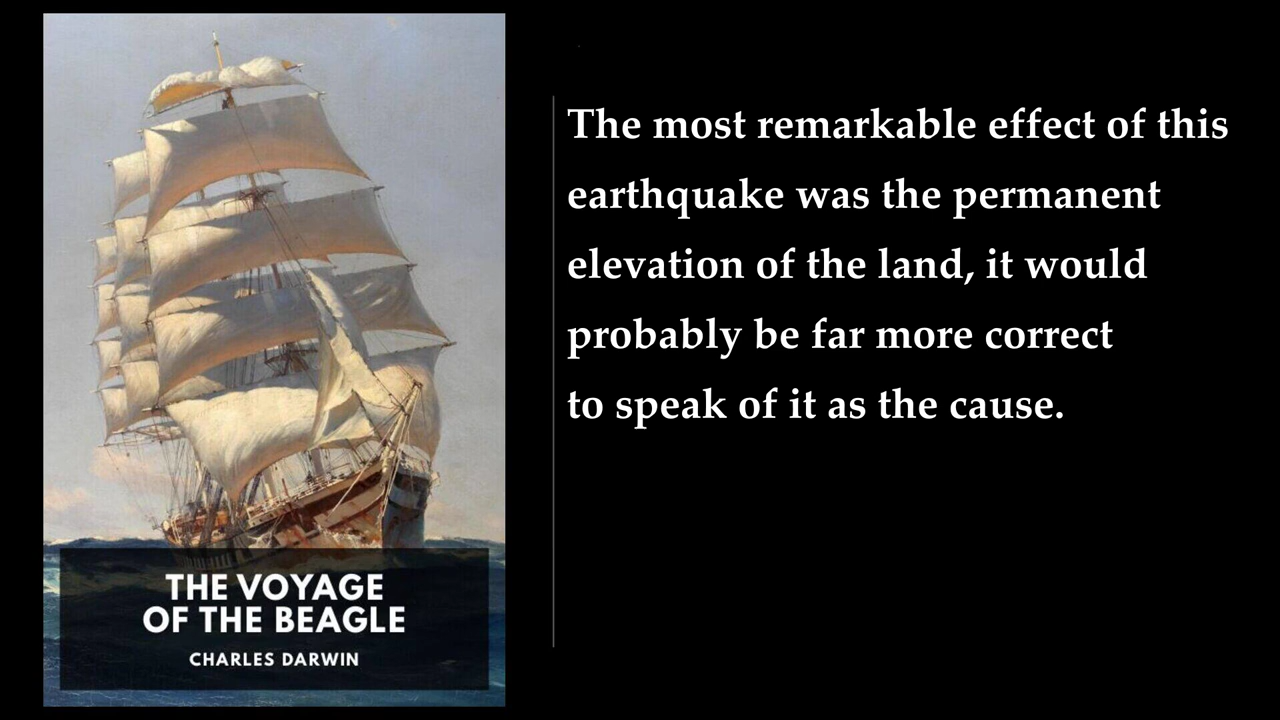 THE VOYAGE
OF THE BEAGLE
CHARLES DARWIN
The most remarkable effect of this
earthquake was the permanent
elevation of the land, it would
probably be far more correct
to speak of it as the cause.